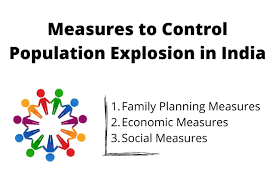 Measures to Control
Population Explosion in India
1. Family Planning Measures
2. Economic Measures
3. Social Measures